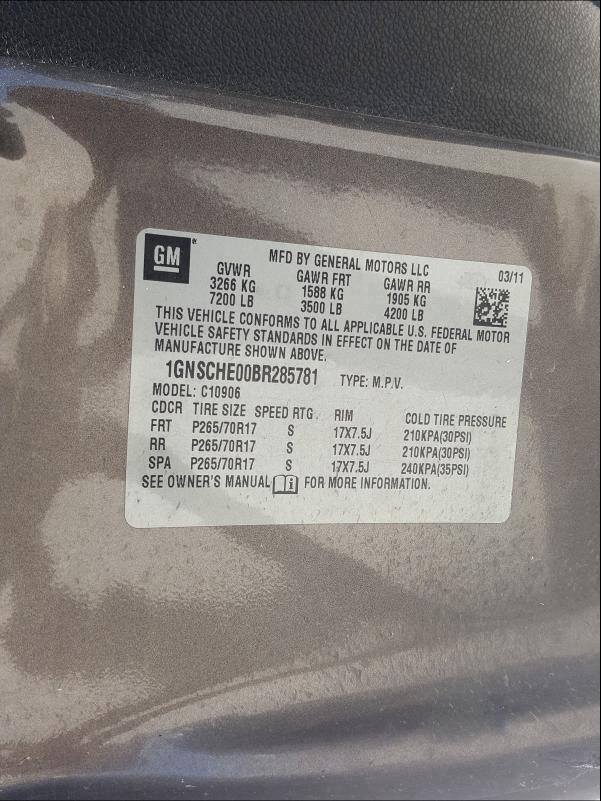 GM
MFD BY GENERAL MOTORS LLC
03/11
GVWR GAWR FRT GAWR RR
3266 KG 1588 KG 1905 KG
7200 LB 3500 LB 4200 LB
THIS VEHICLE CONFORMS TO ALL APPLICABLE U.S. FEDERAL MOTOR
VEHICLE SAFETY STANDARDS IN EFFECT ON THE DATE OF
MANUFACTURE SHOWN ABOVE.
1GNSCHE00BR285781 TYPE: M.P.V.
MODEL: C10906
CDCR TIRE SIZE SPEED RTG. RIM COLD TIRE PRESSURE
FRT P265/70R17 S 17X7.5J 210KPA(30PSI)
RR P265/70R17 S 17X7.5J 210KPA(30PSI)
SPA P265/70R17 S 17X7.5J 240KPA(35PSI)
SEE OWNER'S MANUAL i FOR MORE INFORMATION.